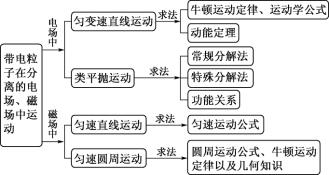 带电粒
子在分
离的电
场、磁
场中运
动
电场中
匀变速直线运动
求法
牛顿运动定律、运动学公式
动能定理
类平抛运动
求法
常规分解法
特殊分解法
功能关系
磁场中
匀速直线运动
求法
匀速运动公式
匀速圆周运动
求法
圆周运动公式、牛顿运动
定律以及几何知识